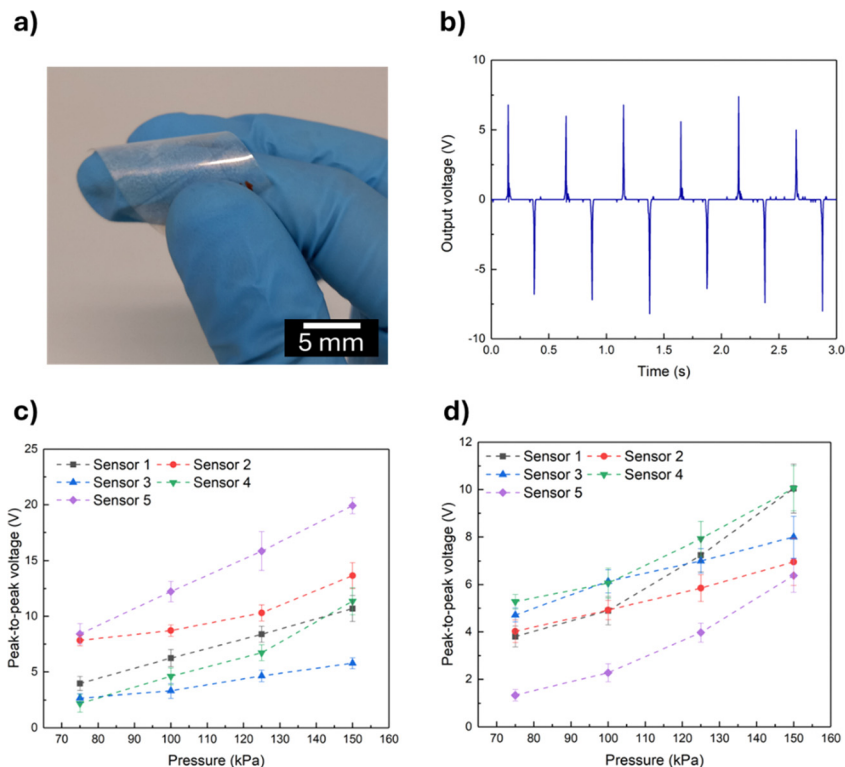 a)
5 mm
b)
10
5
0
-5
-10
0.0 0.5 1.0 1.5 2.0 2.5 3.0
Output voltage (V)
Time (s)
c)
25
20
15
10
5
0
70 80 90 100 110 120 130 140 150 160
Peak-to-peak voltage (V)
Pressure (kPa)
Sensor 1 Sensor 2
Sensor 3 Sensor 4
Sensor 5
d)
12
10
8
6
4
2
0
70 80 90 100 110 120 130 140 150 160
Peak-to-peak voltage (V)
Pressure (kPa)
Sensor 1 Sensor 2
Sensor 3 Sensor 4
Sensor 5